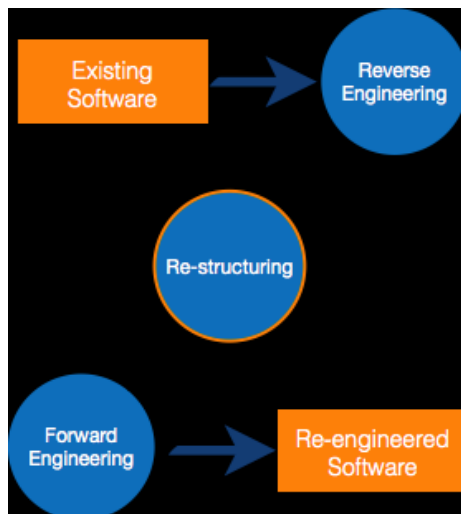 Existing
Software
Reverse
Engineering
Re-structuring
Forward
Engineering
Re-engineered
Software